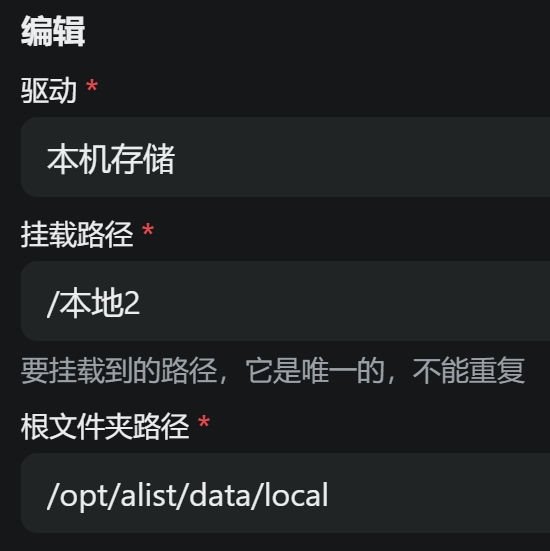 编辑
驱动 *
本机存储
挂载路径 *
/本地2
要挂载到的路径，它是唯一的，不能重复
根文件夹路径 *
/opt/alist/data/local